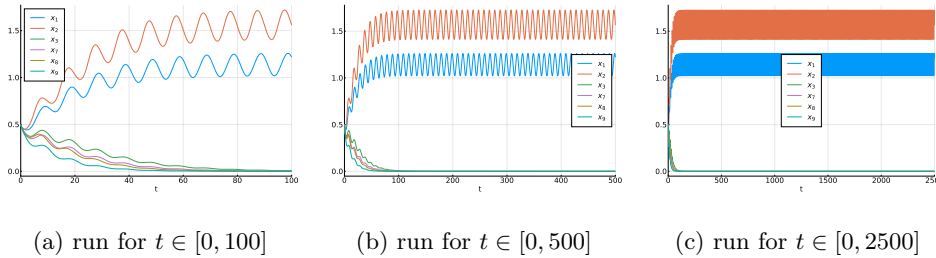 1.5
1.0
0.5
0.0
x₁
x₂
x₃
x₇
x₈
x₉
0 20 40 60 80 100
t
1.5
1.0
0.5
0.0
x₁
x₂
x₃
x₇
x₈
x₉
0 100 200 300 400 500
t
1.5
1.0
0.5
0.0
x₁
x₂
x₃
x₇
x₈
x₉
0 500 1000 1500 2000 2500
t
(a) run for t ∈ [0, 100]
(b) run for t ∈ [0, 500]
(c) run for t ∈ [0, 2500]